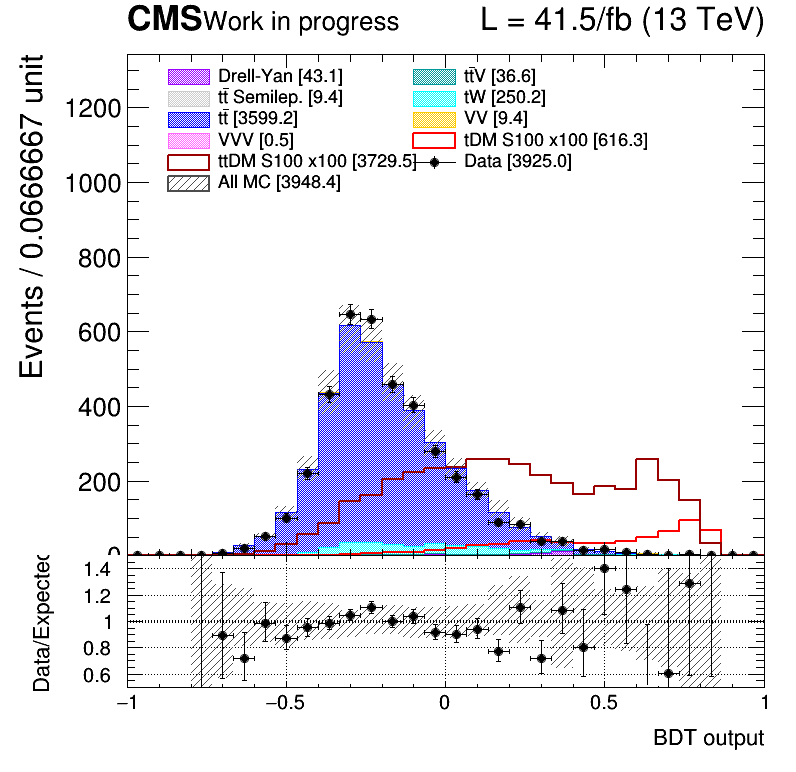 CMS Work in progress L = 41.5/fb (13 TeV)
Drell-Yan [43.1] tt̄V [36.6]
tt̄ Semilep. [9.4] tW [250.2]
tt̄ [3599.2] VV [9.4]
VVV [0.5] tDM S100 x100 [616.3]
ttDM S100 x100 [3729.5] Data [3925.0]
All MC [3948.4]
Events / 0.0666667 unit
1200
1000
800
600
400
200
0
Data/Expected
1.4
1.2
1
0.8
0.6
−1 −0.5 0 0.5 1
BDT output